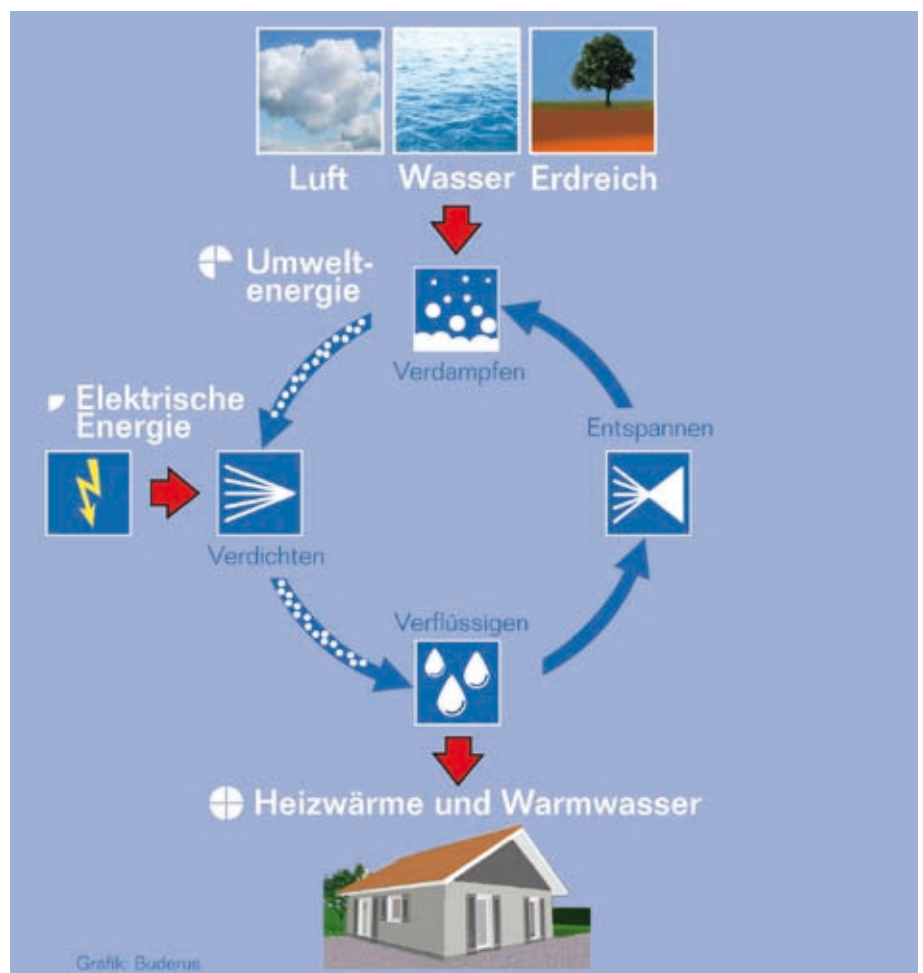 Luft Wasser Erdreich
Umwelt-
energie
Verdampfen
Elektrische
Energie
Entspannen
Verdichten
Verflüssigen
Heizwärme und Warmwasser
Grafik: Buderus